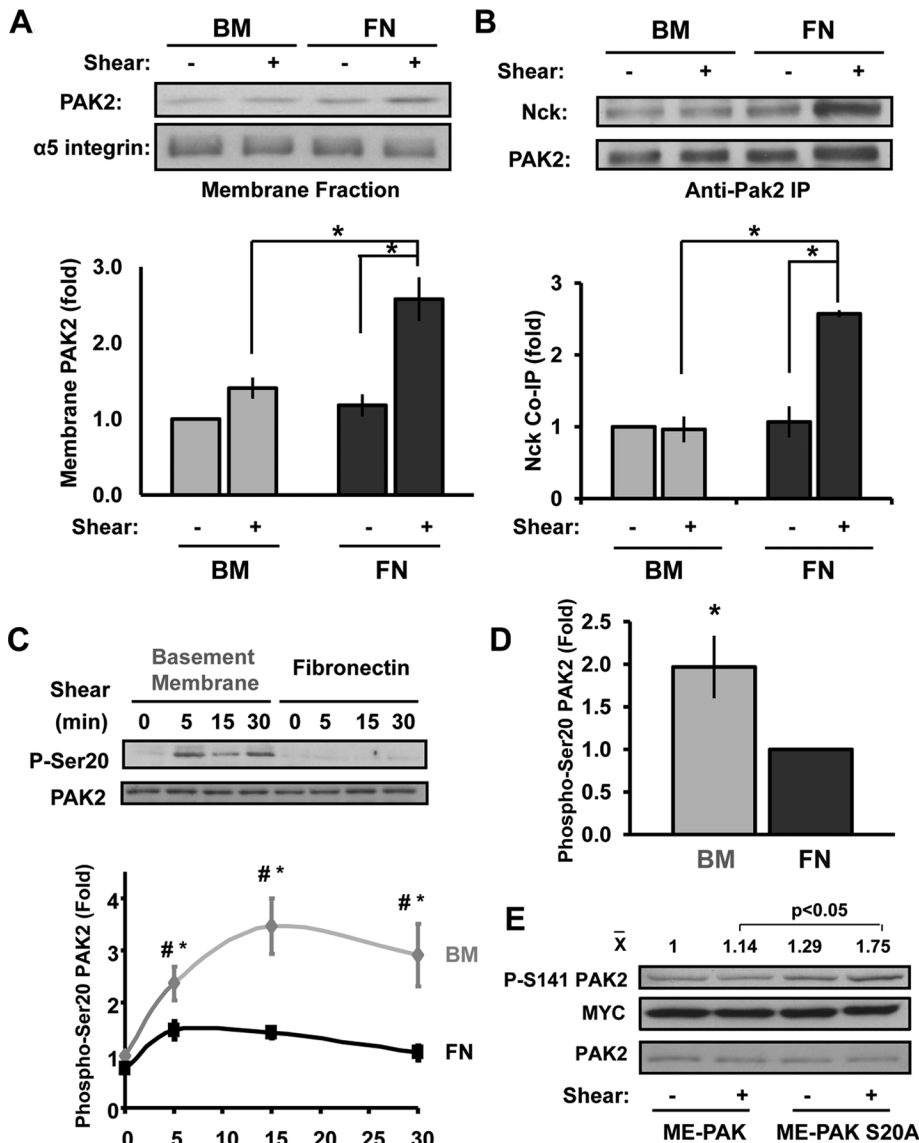 A
BM FN
Shear: - + - +
PAK2:
α5 integrin:
Membrane Fraction
* *
Membrane PAK2 (fold)
3.0
2.0
1.0
0.0
Shear: - + - +
BM FN
B
BM FN
Shear: - + - +
Nck:
PAK2:
Anti-Pak2 IP
* *
Nck Co-IP (fold)
3
2
1
0
Shear: - + - +
BM FN
C
Basement
Membrane
Fibronectin
Shear
(min) 0 5 15 30 0 5 15 30
P-Ser20
PAK2
Phospho-Ser20 PAK2 (Fold)
4
3
2
1
0
# * # * # *
BM
FN
0 5 10 15 20 25 30
D
Phospho-Ser20 PAK2 (Fold)
2.5
2.0
1.5
1.0
0.5
0.0
*
BM FN
E
p<0.05
X̅ 1 1.14 1.29 1.75
P-S141 PAK2
MYC
PAK2
Shear: - + - +
ME-PAK ME-PAK S20A